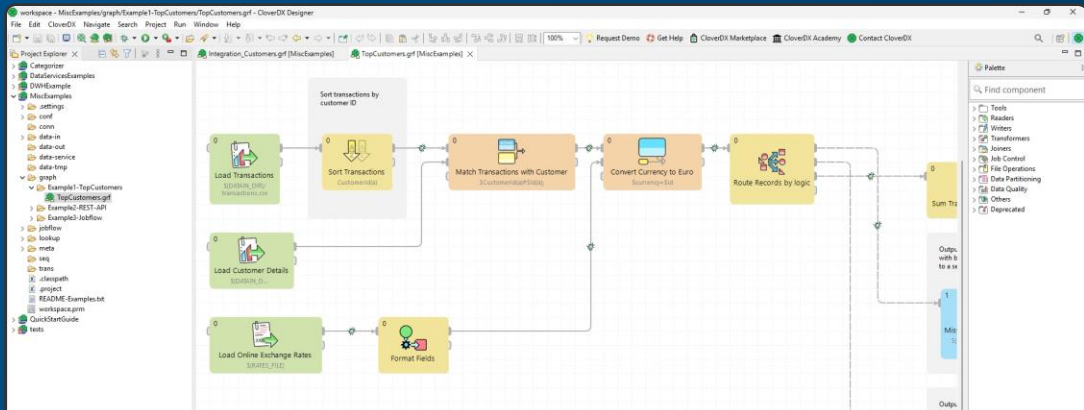 workspace - MiscExamples/graph/Example1-TopCustomers/TopCustomers.grf - CloverDX Designer
File Edit CloverDX Navigate Search Project Run Window Help
100% Request Demo Get Help CloverDX Marketplace CloverDX Academy Contact CloverDX
Project Explorer
Integration_Customers.grf [MiscExamples]
TopCustomers.grf [MiscExamples]
Categorizer
DataServicesExamples
DWHExample
MiscExamples
.settings
conf
conn
data-in
data-out
data-service
data-tmp
graph
Example1-TopCustomers
TopCustomers.grf
Example2-REST-API
Example3-Jobflow
jobflow
lookup
meta
seq
trans
.classpath
.project
README-Examples.txt
workspace.prm
QuickStartGuide
tests
Sort transactions by
customer ID
0
Load Transactions
$(DATAIN_DIR)/
transactions.csv
0
Sort Transactions
CustomerId(a)
0
Match Transactions with Customer
0
Convert Currency to Euro
$currency=$id
0
Route Records by logic
0
Sum Tra
0
Load Customer Details
$(DATAIN_D...
0
Load Online Exchange Rates
$(RATES_FILE)
0
Format Fields
Outpu
with b
to a se
1
Miss
Outpu
Palette
Find component
Tools
Readers
Writers
Transformers
Joiners
Job Control
File Operations
Data Partitioning
Data Quality
Others
Deprecated